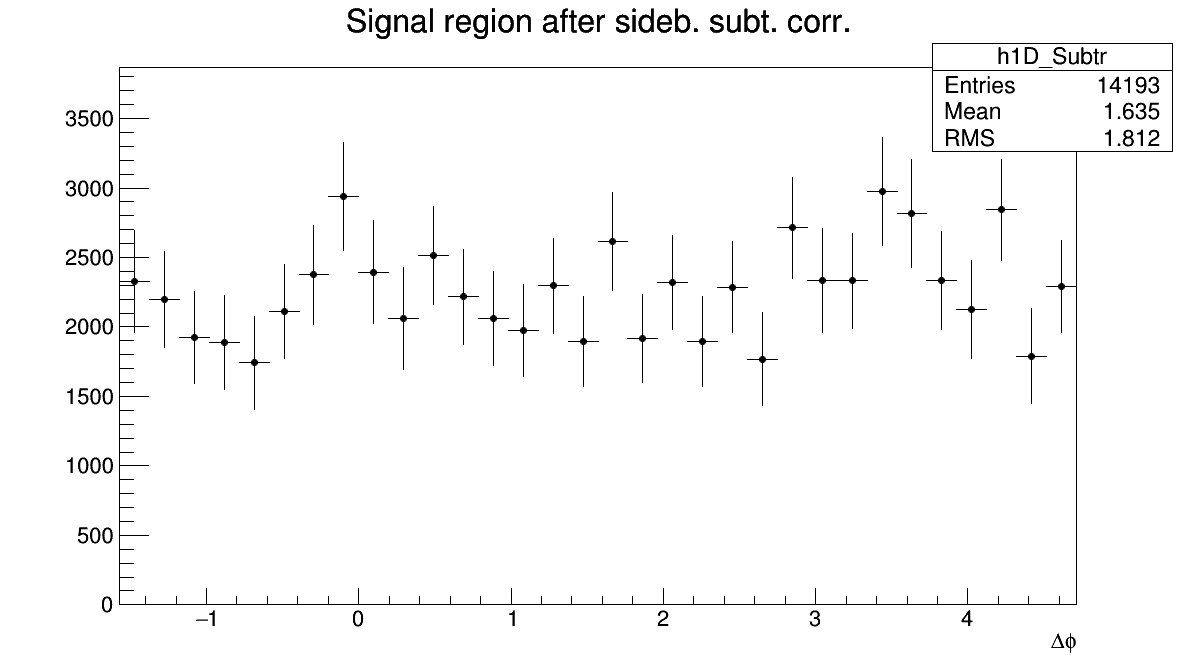 Signal region after sideb. subt. corr.
h1D_Subtr
Entries 14193
Mean 1.635
RMS 1.812
3500
3000
2500
2000
1500
1000
500
0
−1 0 1 2 3 4
Δϕ